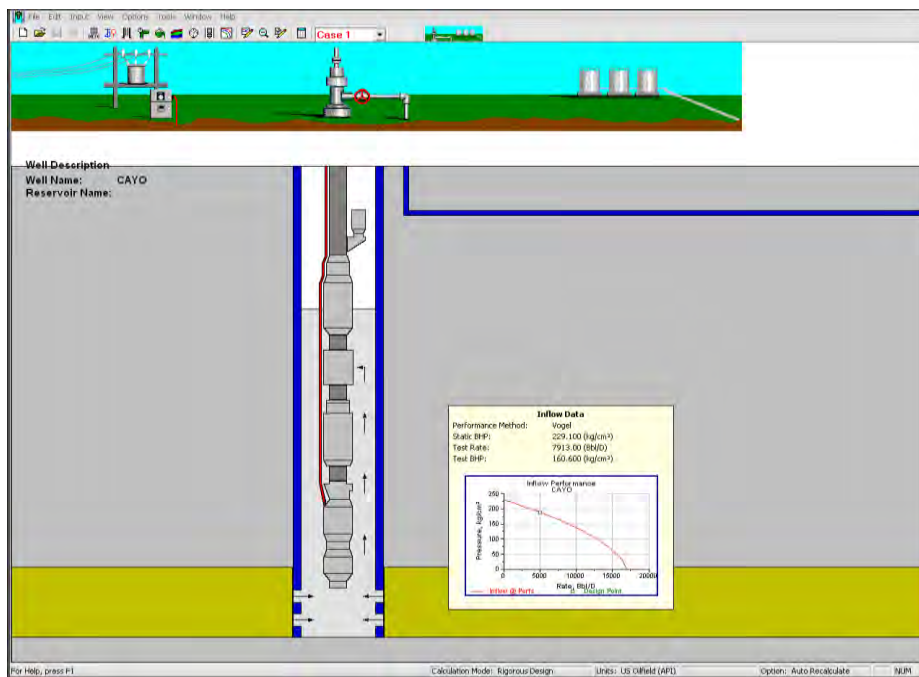 File Edit Input View Options Tools Window Help
Case 1
Well Description
Well Name: CAYO
Reservoir Name:
Inflow Data
Performance Method: Vogel
Static BHP: 229.100 (kg/cm²)
Test Rate: 7913.00 (Bbl/D)
Test BHP: 160.600 (kg/cm²)
Inflow Performance
CAYO
Pressure, kg/cm²
250
200
150
100
50
0
0 5000 10000 15000 20000
Rate, Bbl/D
Inflow @ Perfs Design Point
For Help, press F1 Calculation Mode: Rigorous Design Units: US Oilfield (API) Option: Auto Recalculate NUM